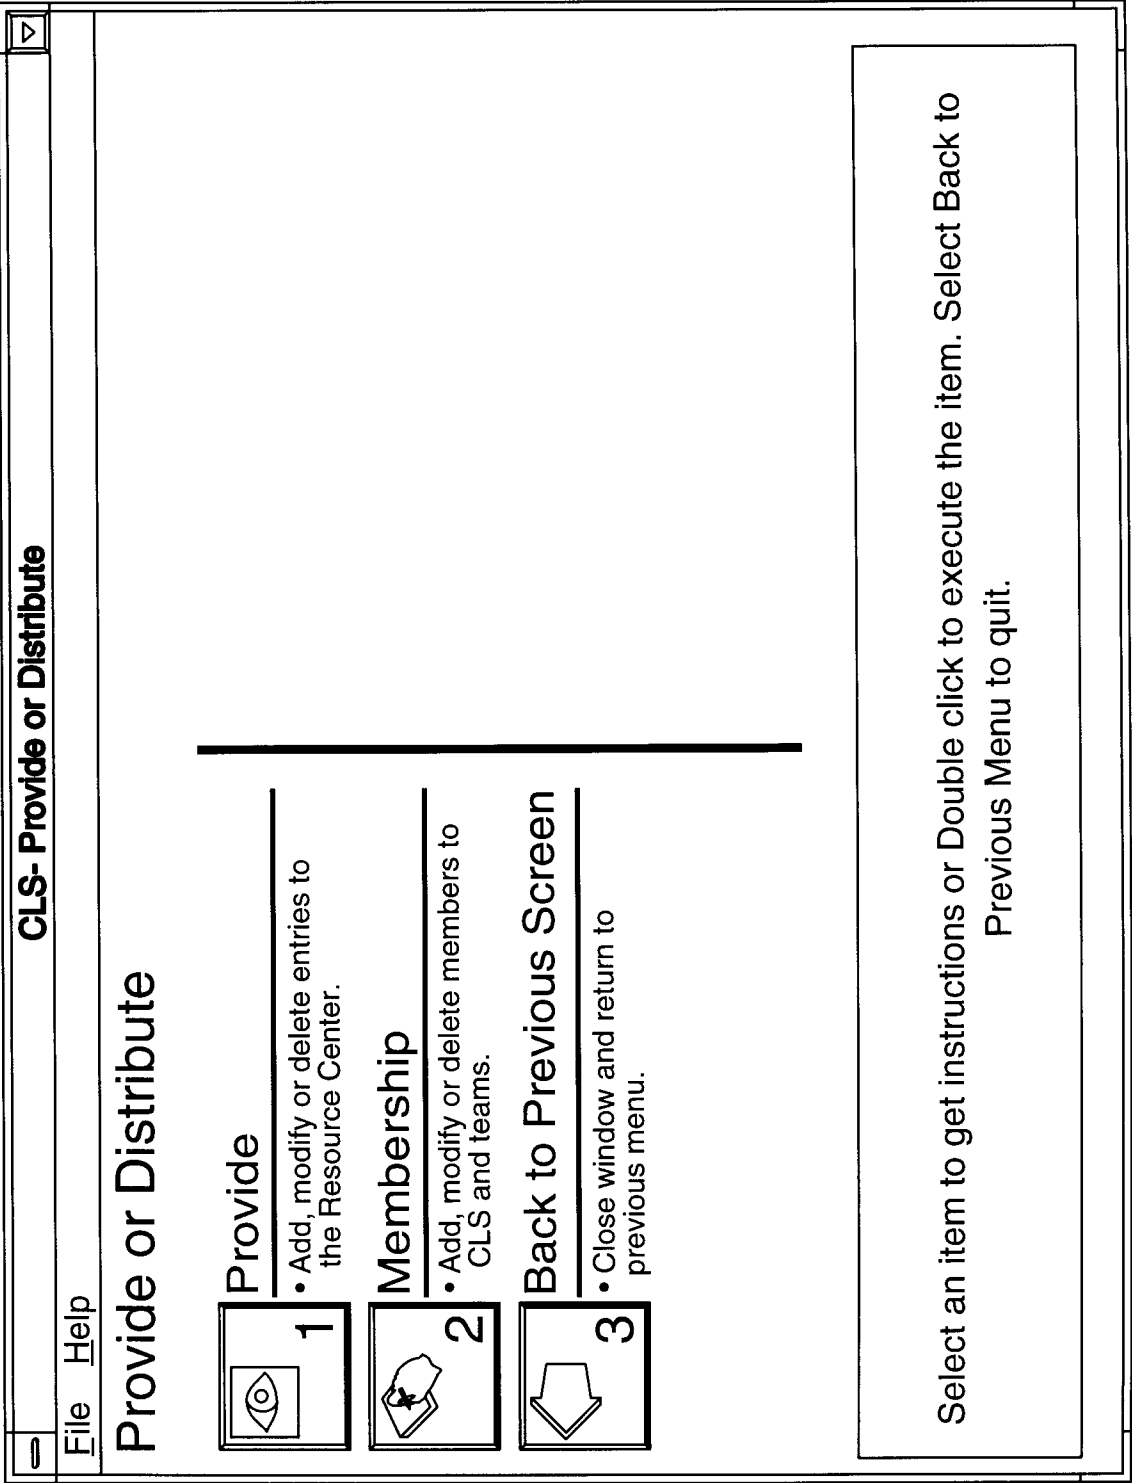 CLS- Provide or Distribute
File Help
Provide or Distribute
1
Provide
• Add, modify or delete entries to
the Resource Center.
2
Membership
• Add, modify or delete members to
CLS and teams.
3
Back to Previous Screen
• Close window and return to
previous menu.
Select an item to get instructions or Double click to execute the item. Select Back to
Previous Menu to quit.